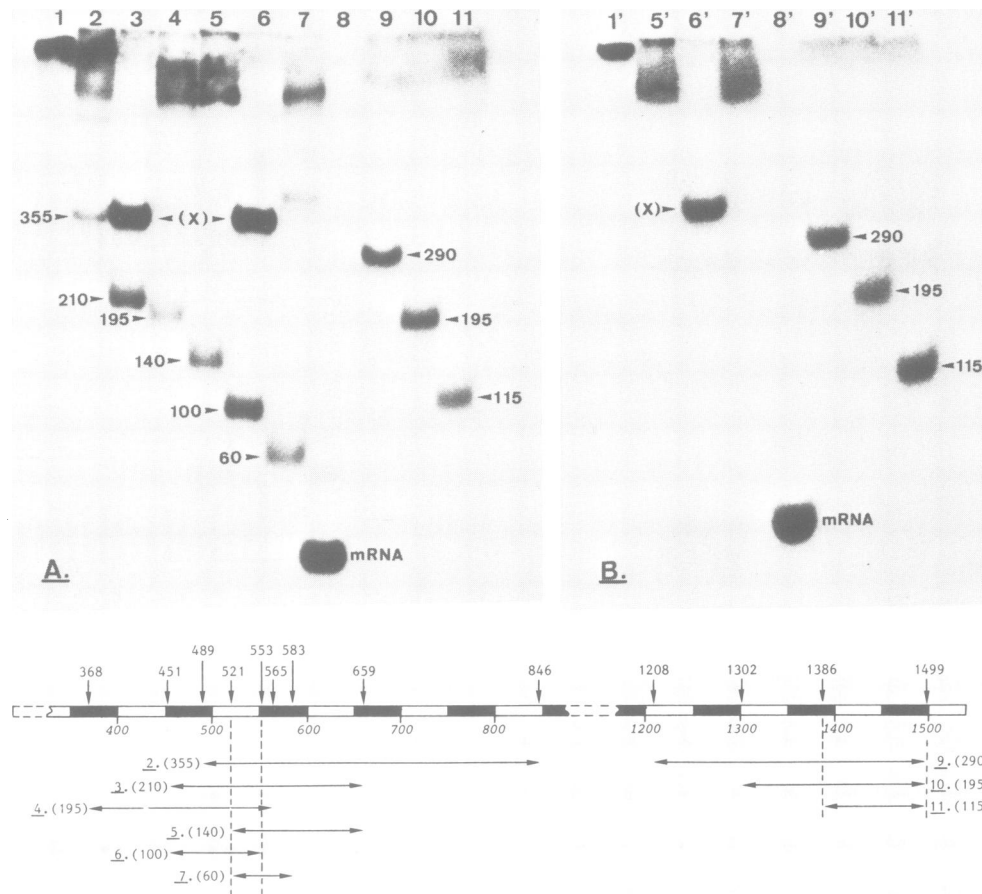 1 2 3 4 5 6 7 8 9 10 11
1' 5' 6' 7' 8' 9' 10' 11'
355
(X)
(X)
290
290
210
195
195
195
140
100
115
115
60
mRNA
mRNA
A.
B.
489 553 583
368 451 521 565 659 846 1208 1302 1386 1499
400 500 600 700 800 1200 1300 1400 1500
2.(355) 9.(290
3.(210) 10.(195
4.(195) 11.(115
5.(140)
6.(100)
7.(60)